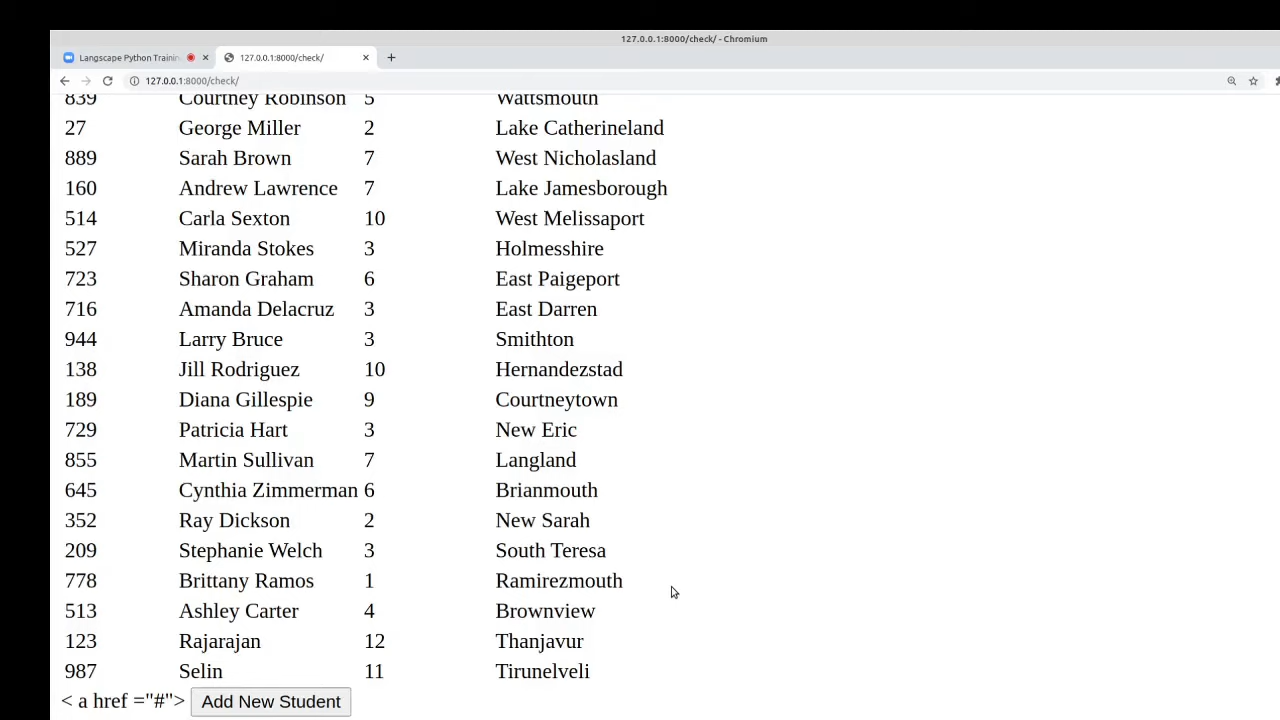 127.0.0.1:8000/check/ - Chromium
Langscape Python Trainin 127.0.0.1:8000/check/
127.0.0.1:8000/check/
839 Courtney Robinson 5 Wattsmouth
27 George Miller 2 Lake Catherineland
889 Sarah Brown 7 West Nicholasland
160 Andrew Lawrence 7 Lake Jamesborough
514 Carla Sexton 10 West Melissaport
527 Miranda Stokes 3 Holmesshire
723 Sharon Graham 6 East Paigeport
716 Amanda Delacruz 3 East Darren
944 Larry Bruce 3 Smithton
138 Jill Rodriguez 10 Hernandezstad
189 Diana Gillespie 9 Courtneytown
729 Patricia Hart 3 New Eric
855 Martin Sullivan 7 Langland
645 Cynthia Zimmerman 6 Brianmouth
352 Ray Dickson 2 New Sarah
209 Stephanie Welch 3 South Teresa
778 Brittany Ramos 1 Ramirezmouth
513 Ashley Carter 4 Brownview
123 Rajarajan 12 Thanjavur
987 Selin 11 Tirunelveli
< a href ="#"> Add New Student